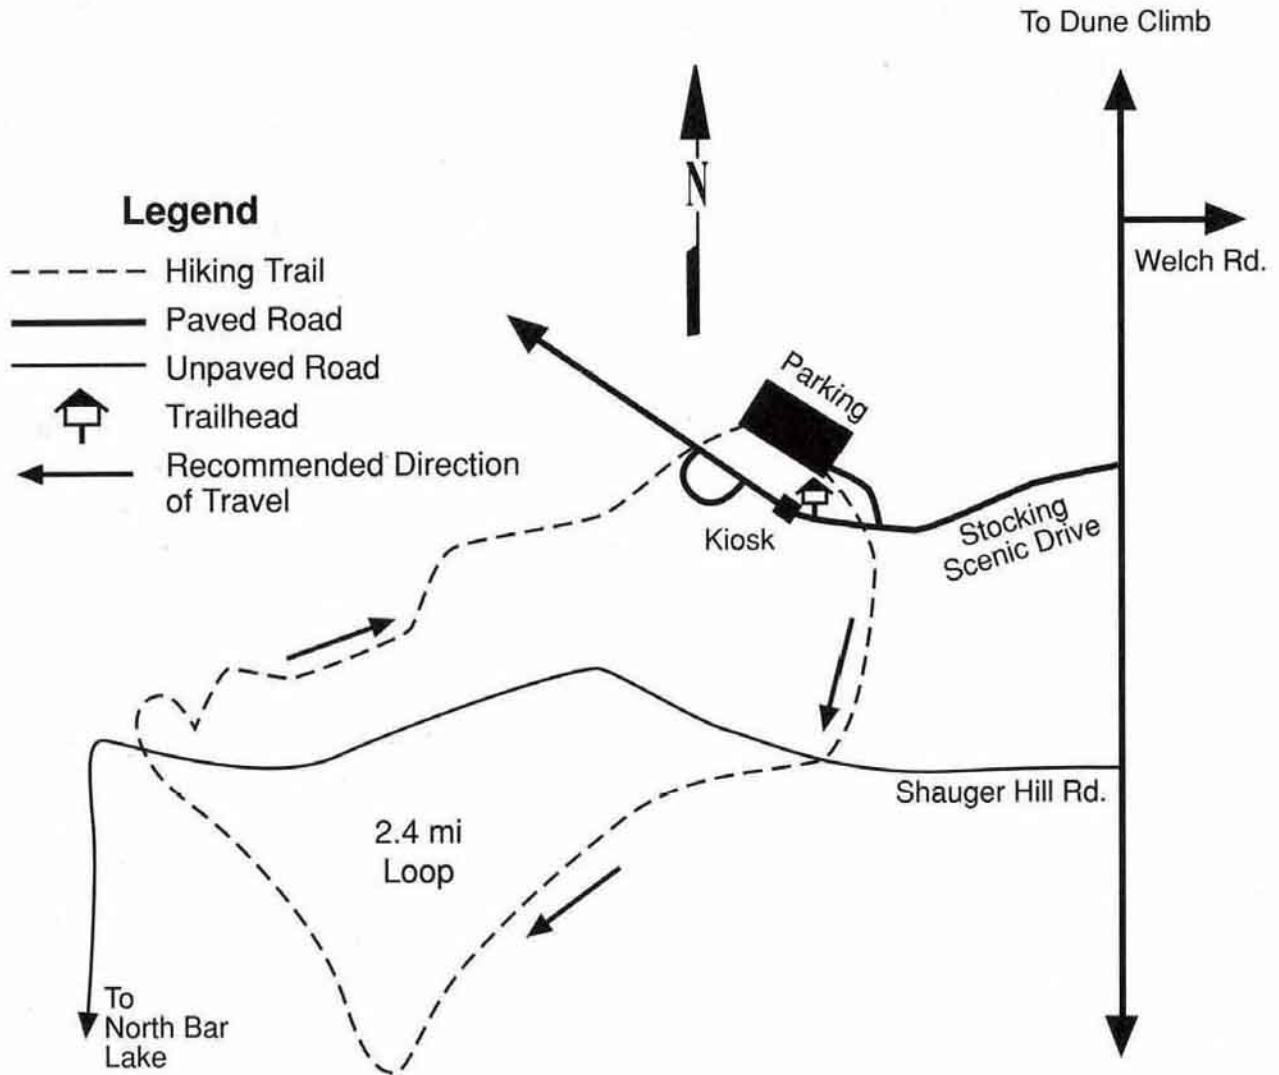 To Dune Climb
N
Welch Rd.
Legend
Hiking Trail
Paved Road
Unpaved Road
Trailhead
Recommended Direction
of Travel
Parking
Kiosk
Stocking
Scenic Drive
Shauger Hill Rd.
2.4 mi
Loop
To
North Bar
Lake